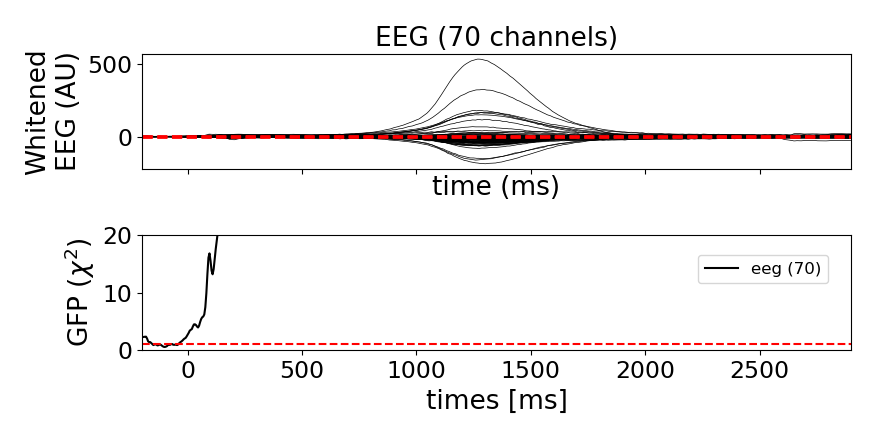 EEG (70 channels)
Whitened
EEG (AU)
500
0
time (ms)
GFP (χ²)
20
10
0
eeg (70)
0 500 1000 1500 2000 2500
times [ms]